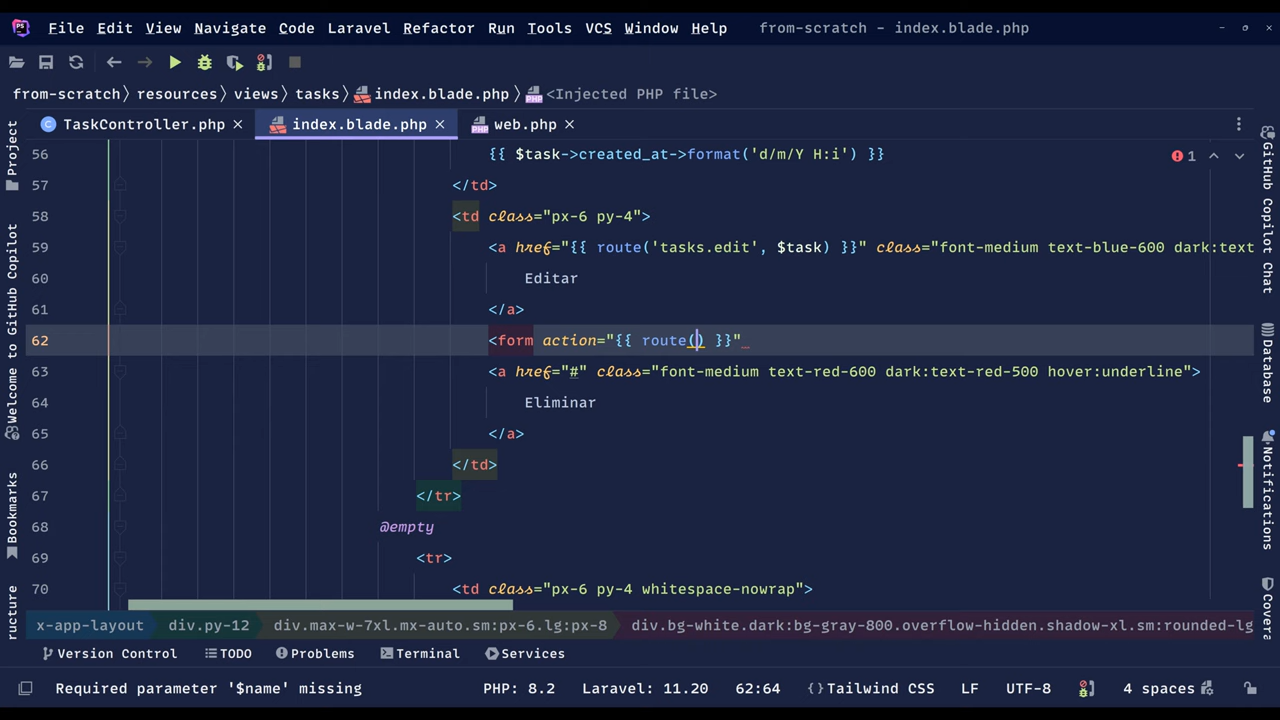 File Edit View Navigate Code Laravel Refactor Run Tools VCS Window Help from-scratch – index.blade.php
from-scratch resources views tasks index.blade.php <Injected PHP file>
TaskController.php index.blade.php web.php
56 {{ $task->created_at->format('d/m/Y H:i') }} 1
57 </td>
58 <td class="px-6 py-4">
59 <a href="{{ route('tasks.edit', $task) }}" class="font-medium text-blue-600 dark:text
60 Editar
61 </a>
62 <form action="{{ route() }}"
63 <a href="#" class="font-medium text-red-600 dark:text-red-500 hover:underline">
64 Eliminar
65 </a>
66 </td>
67 </tr>
68 @empty
69 <tr>
70 <td class="px-6 py-4 whitespace-nowrap">
Project
Welcome to GitHub Copilot
Bookmarks
ructure
GitHub Copilot Chat
Database
Notifications
Covera
x-app-layout div.py-12 div.max-w-7xl.mx-auto.sm:px-6.lg:px-8 div.bg-white.dark:bg-gray-800.overflow-hidden.shadow-xl.sm:rounded-lg
Version Control TODO Problems Terminal Services
Required parameter '$name' missing PHP: 8.2 Laravel: 11.20 62:64 Tailwind CSS LF UTF-8 4 spaces